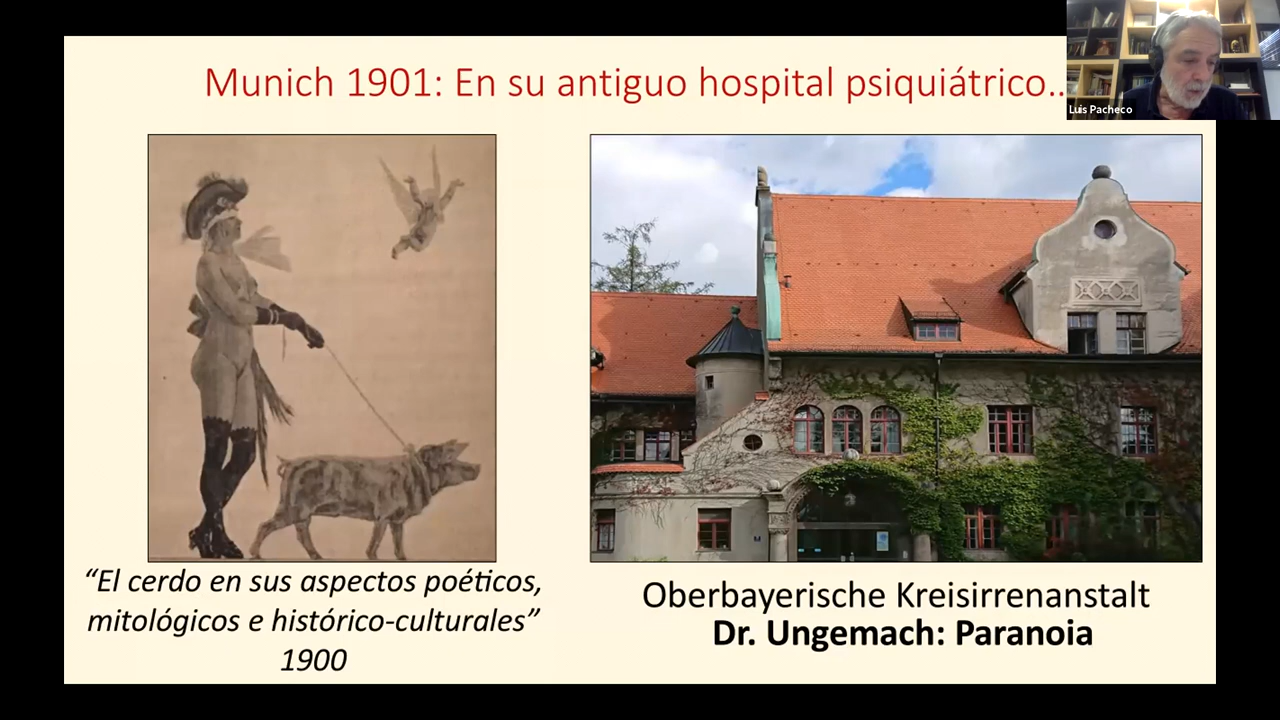 Munich 1901: En su antiguo hospital psiquiátrico..
Luis Pacheco
“El cerdo en sus aspectos poéticos,
mitológicos e histórico-culturales”
1900
Oberbayerische Kreisirrenanstalt
Dr. Ungemach: Paranoia